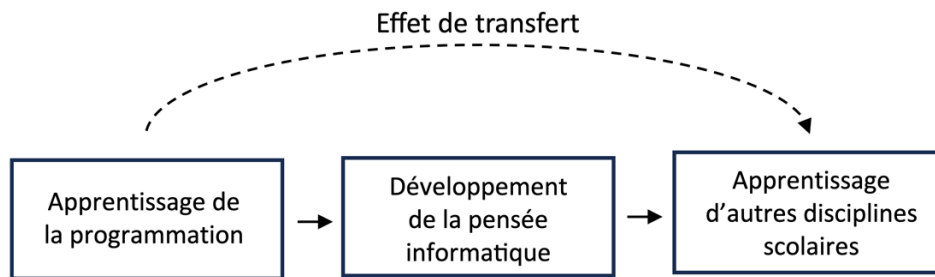 Effet de transfert
Apprentissage de
la programmation
Développement
de la pensée
informatique
Apprentissage
d'autres disciplines
scolaires